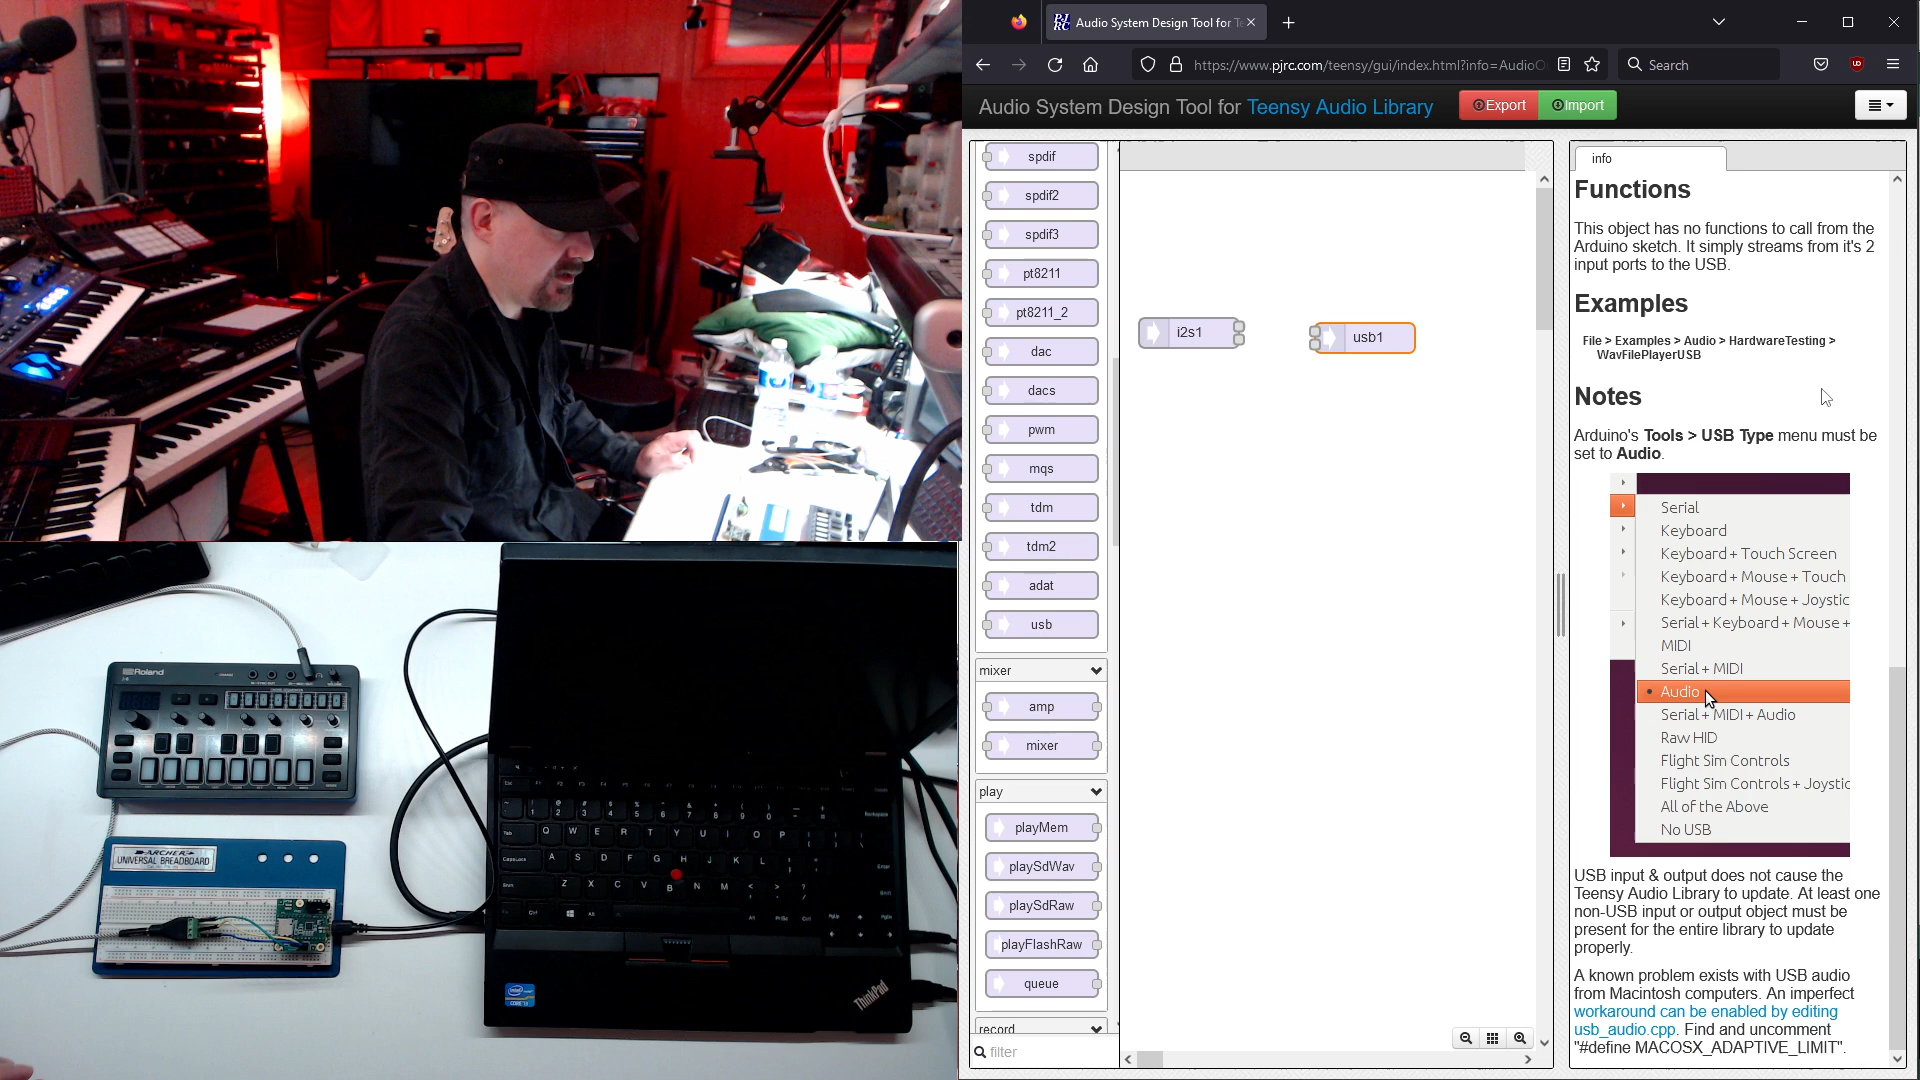 Audio System Design Tool for Te
https://www.pjrc.com/teensy/gui/index.html?info=AudioO
Search
Audio System Design Tool for Teensy Audio Library
Export
Import
spdif
spdif2
spdif3
pt8211
pt8211_2
dac
dacs
pwm
mqs
tdm
tdm2
adat
usb
mixer
amp
mixer
play
playMem
playSdWav
playSdRaw
playFlashRaw
queue
record
filter
i2s1
usb1
info
Functions
This object has no functions to call from the
Arduino sketch. It simply streams from it's 2
input ports to the USB.
Examples
File > Examples > Audio > HardwareTesting >
WavFilePlayerUSB
Notes
Arduino's Tools > USB Type menu must be
set to Audio.
Serial
Keyboard
Keyboard + Touch Screen
Keyboard + Mouse + Touch
Keyboard + Mouse + Joystic
Serial + Keyboard + Mouse +
MIDI
Serial + MIDI
Audio
Serial + MIDI + Audio
Raw HID
Flight Sim Controls
Flight Sim Controls + Joystic
All of the Above
No USB
USB input & output does not cause the
Teensy Audio Library to update. At least one
non-USB input or output object must be
present for the entire library to update
properly.
A known problem exists with USB audio
from Macintosh computers. An imperfect
workaround can be enabled by editing
usb_audio.cpp. Find and uncomment
"#define MACOSX_ADAPTIVE_LIMIT".
Roland
ARCHER
UNIVERSAL BREADBOARD
Q W E R T Y U I O P
A S D F G H J K L
Z X C V B N M
ThinkPad